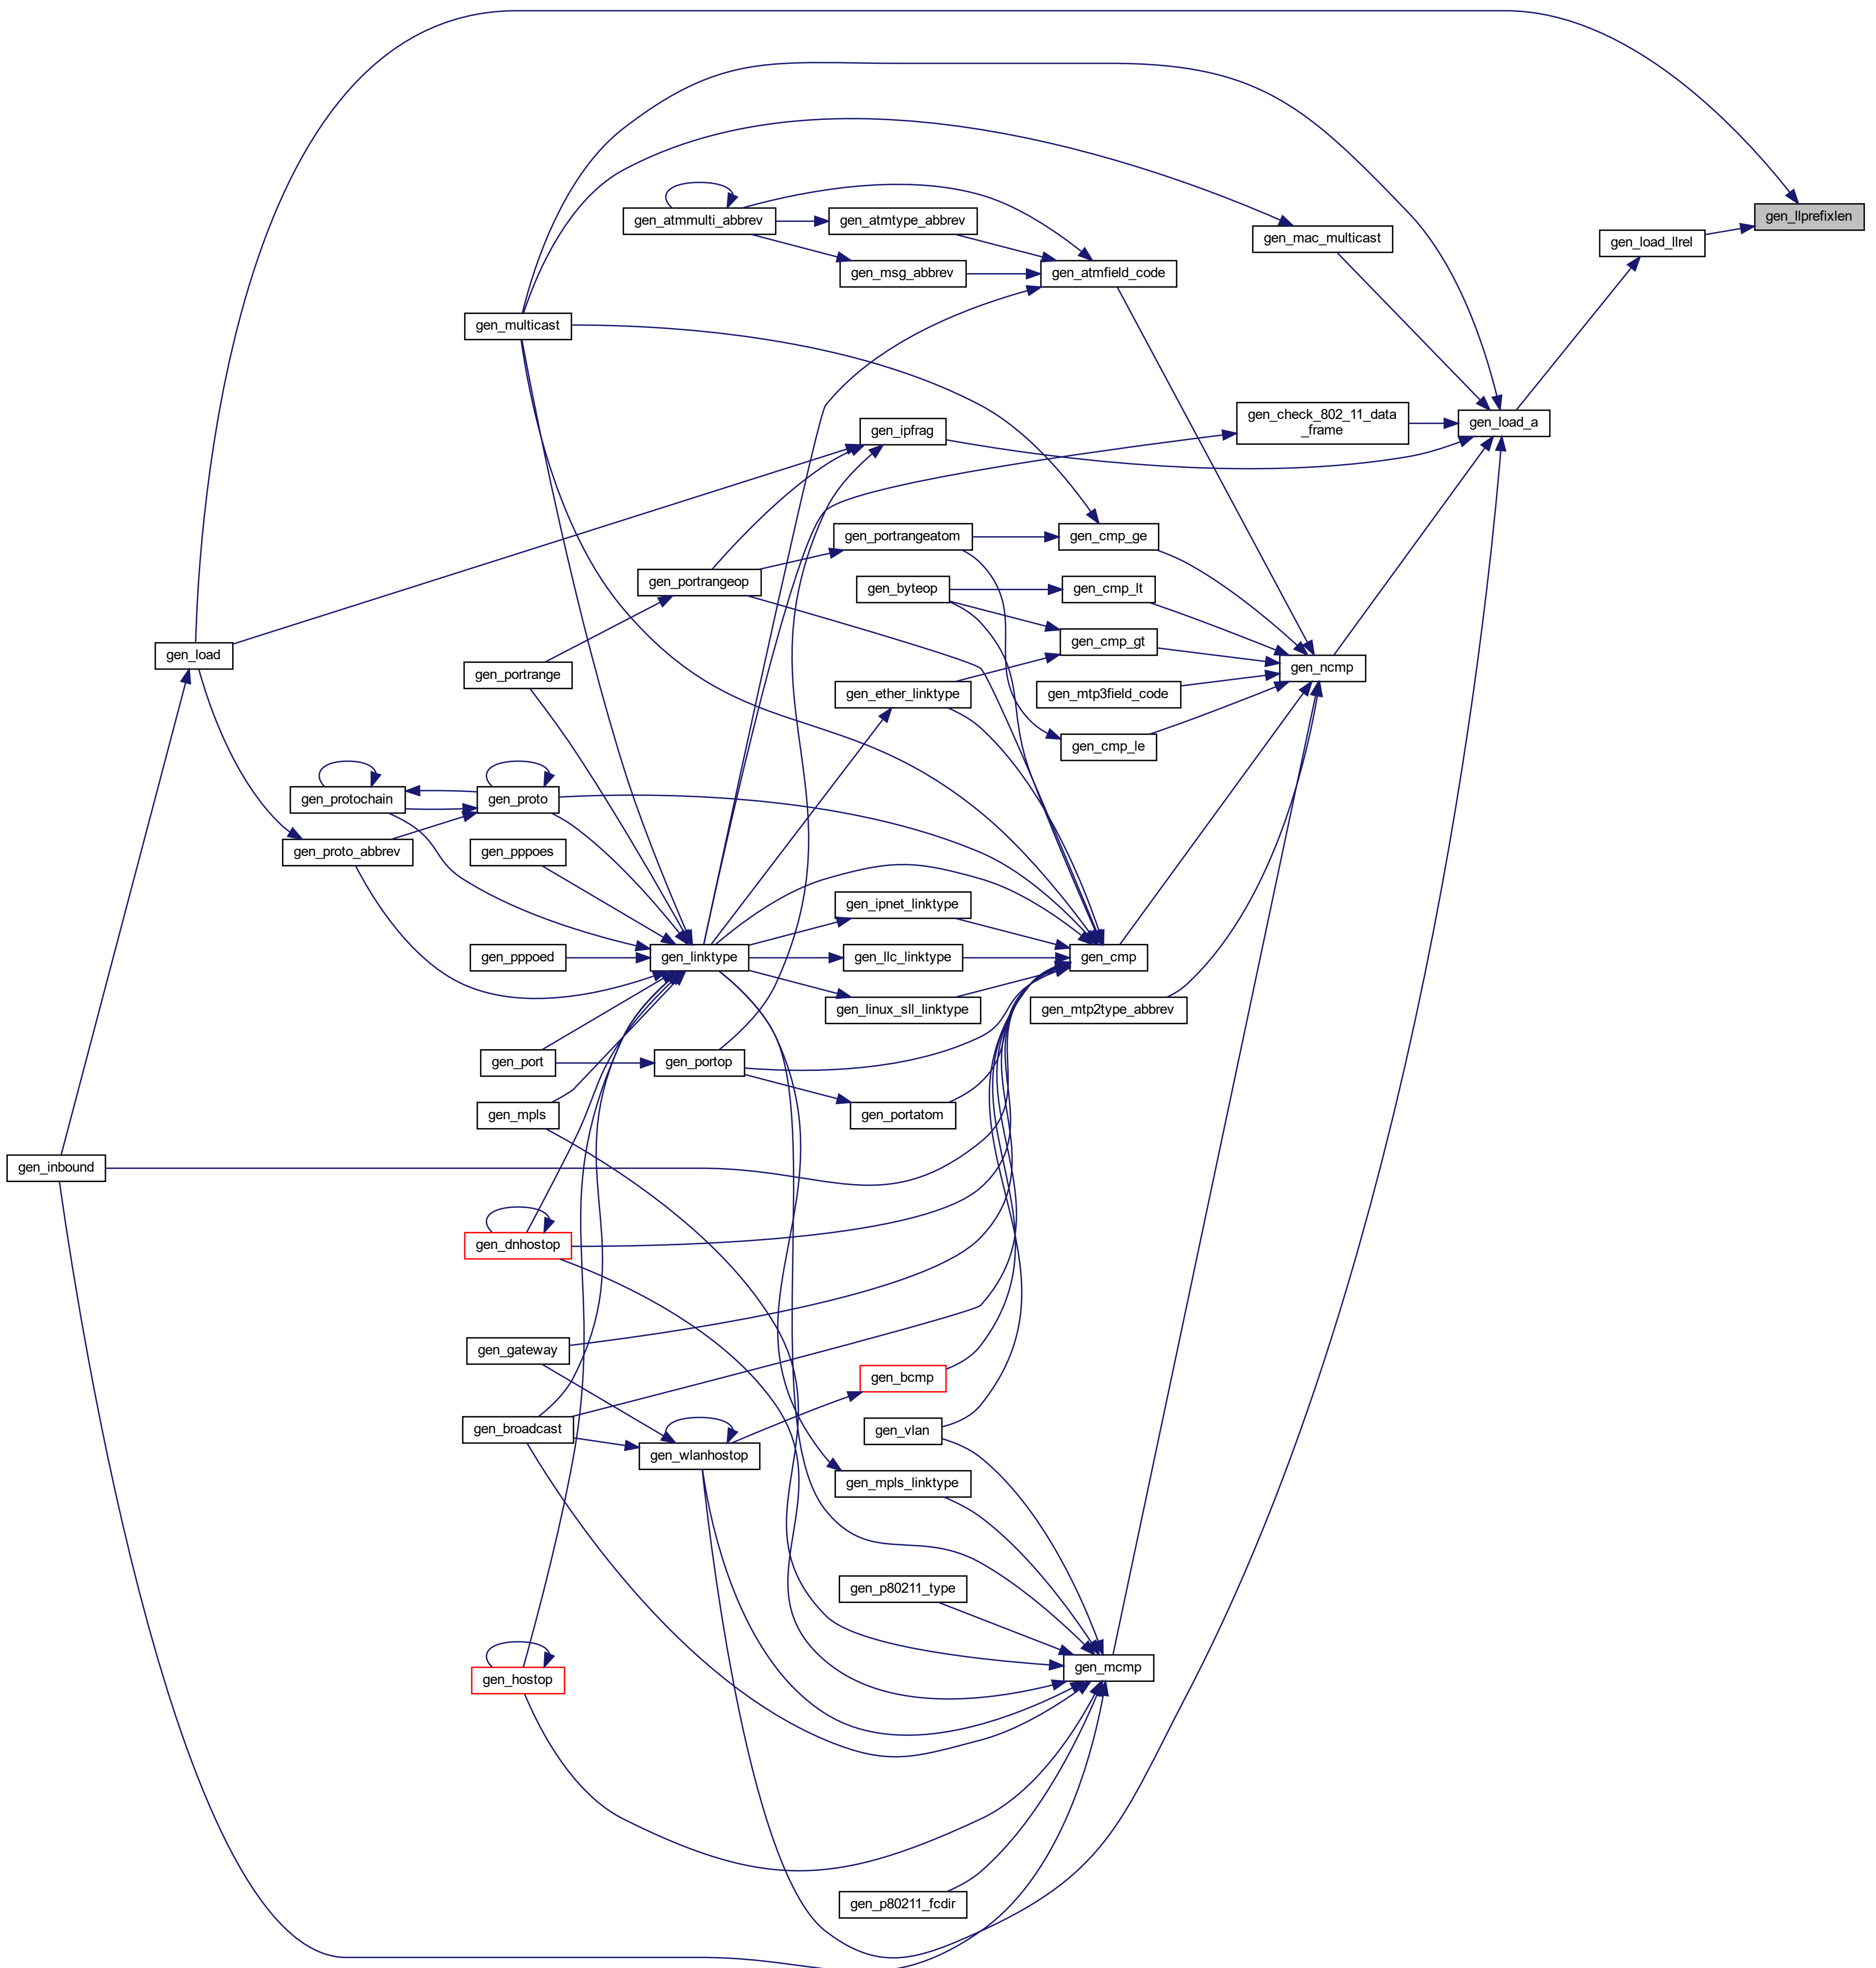 gen_llprefixlen
gen_atmmulti_abbrev
gen_atmtype_abbrev
gen_mac_multicast
gen_load_llrel
gen_msg_abbrev
gen_atmfield_code
gen_multicast
gen_ipfrag
gen_check_802_11_data
_frame
gen_load_a
gen_portrangeatom
gen_cmp_ge
gen_portrangeop
gen_byteop
gen_cmp_lt
gen_load
gen_cmp_gt
gen_ncmp
gen_portrange
gen_ether_linktype
gen_mtp3field_code
gen_cmp_le
gen_protochain
gen_proto
gen_proto_abbrev
gen_pppoes
gen_ipnet_linktype
gen_pppoed
gen_linktype
gen_llc_linktype
gen_cmp
gen_linux_sll_linktype
gen_mtp2type_abbrev
gen_port
gen_portop
gen_mpls
gen_portatom
gen_inbound
gen_dnhostop
gen_gateway
gen_bcmp
gen_broadcast
gen_vlan
gen_wlanhostop
gen_mpls_linktype
gen_p80211_type
gen_hostop
gen_mcmp
gen_p80211_fcdir